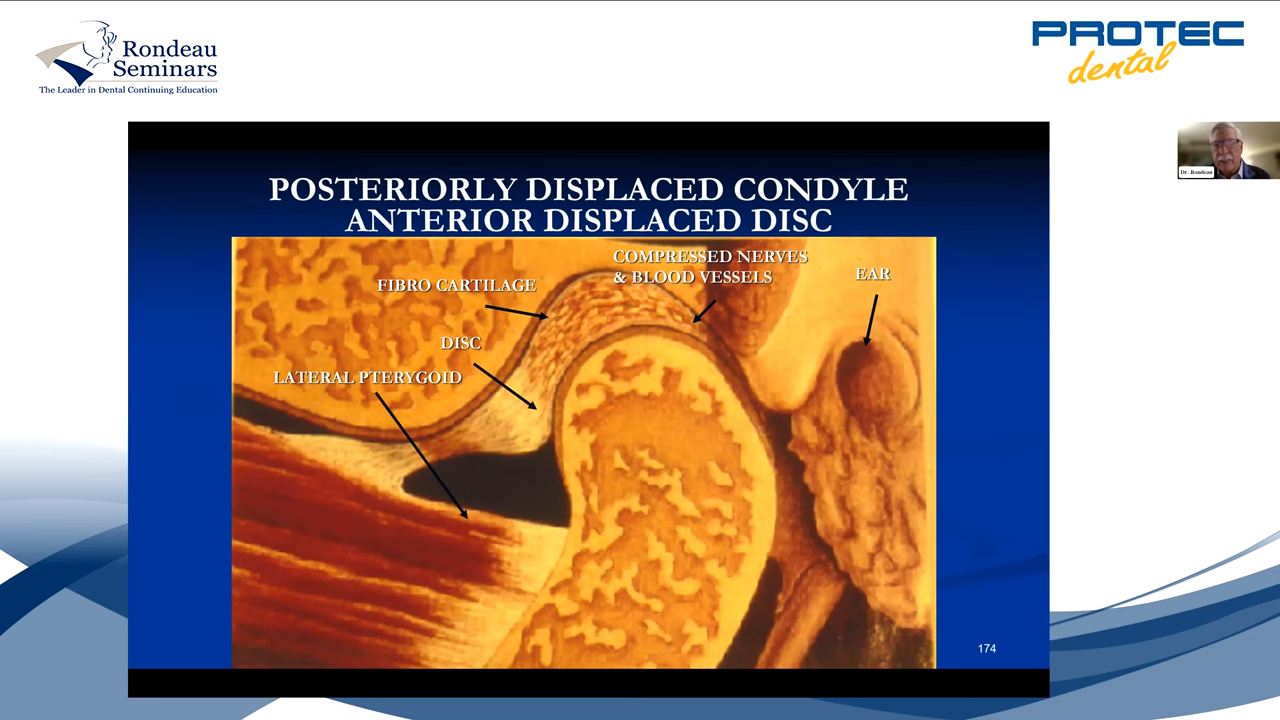 Rondeau
Seminars
The Leader in Dental Continuing Education
PROTEC
dental
Dr. Rondeau
POSTERIORLY DISPLACED CONDYLE
ANTERIOR DISPLACED DISC
COMPRESSED NERVES
& BLOOD VESSELS
EAR
FIBRO CARTILAGE
DISC
LATERAL PTERYGOID
174